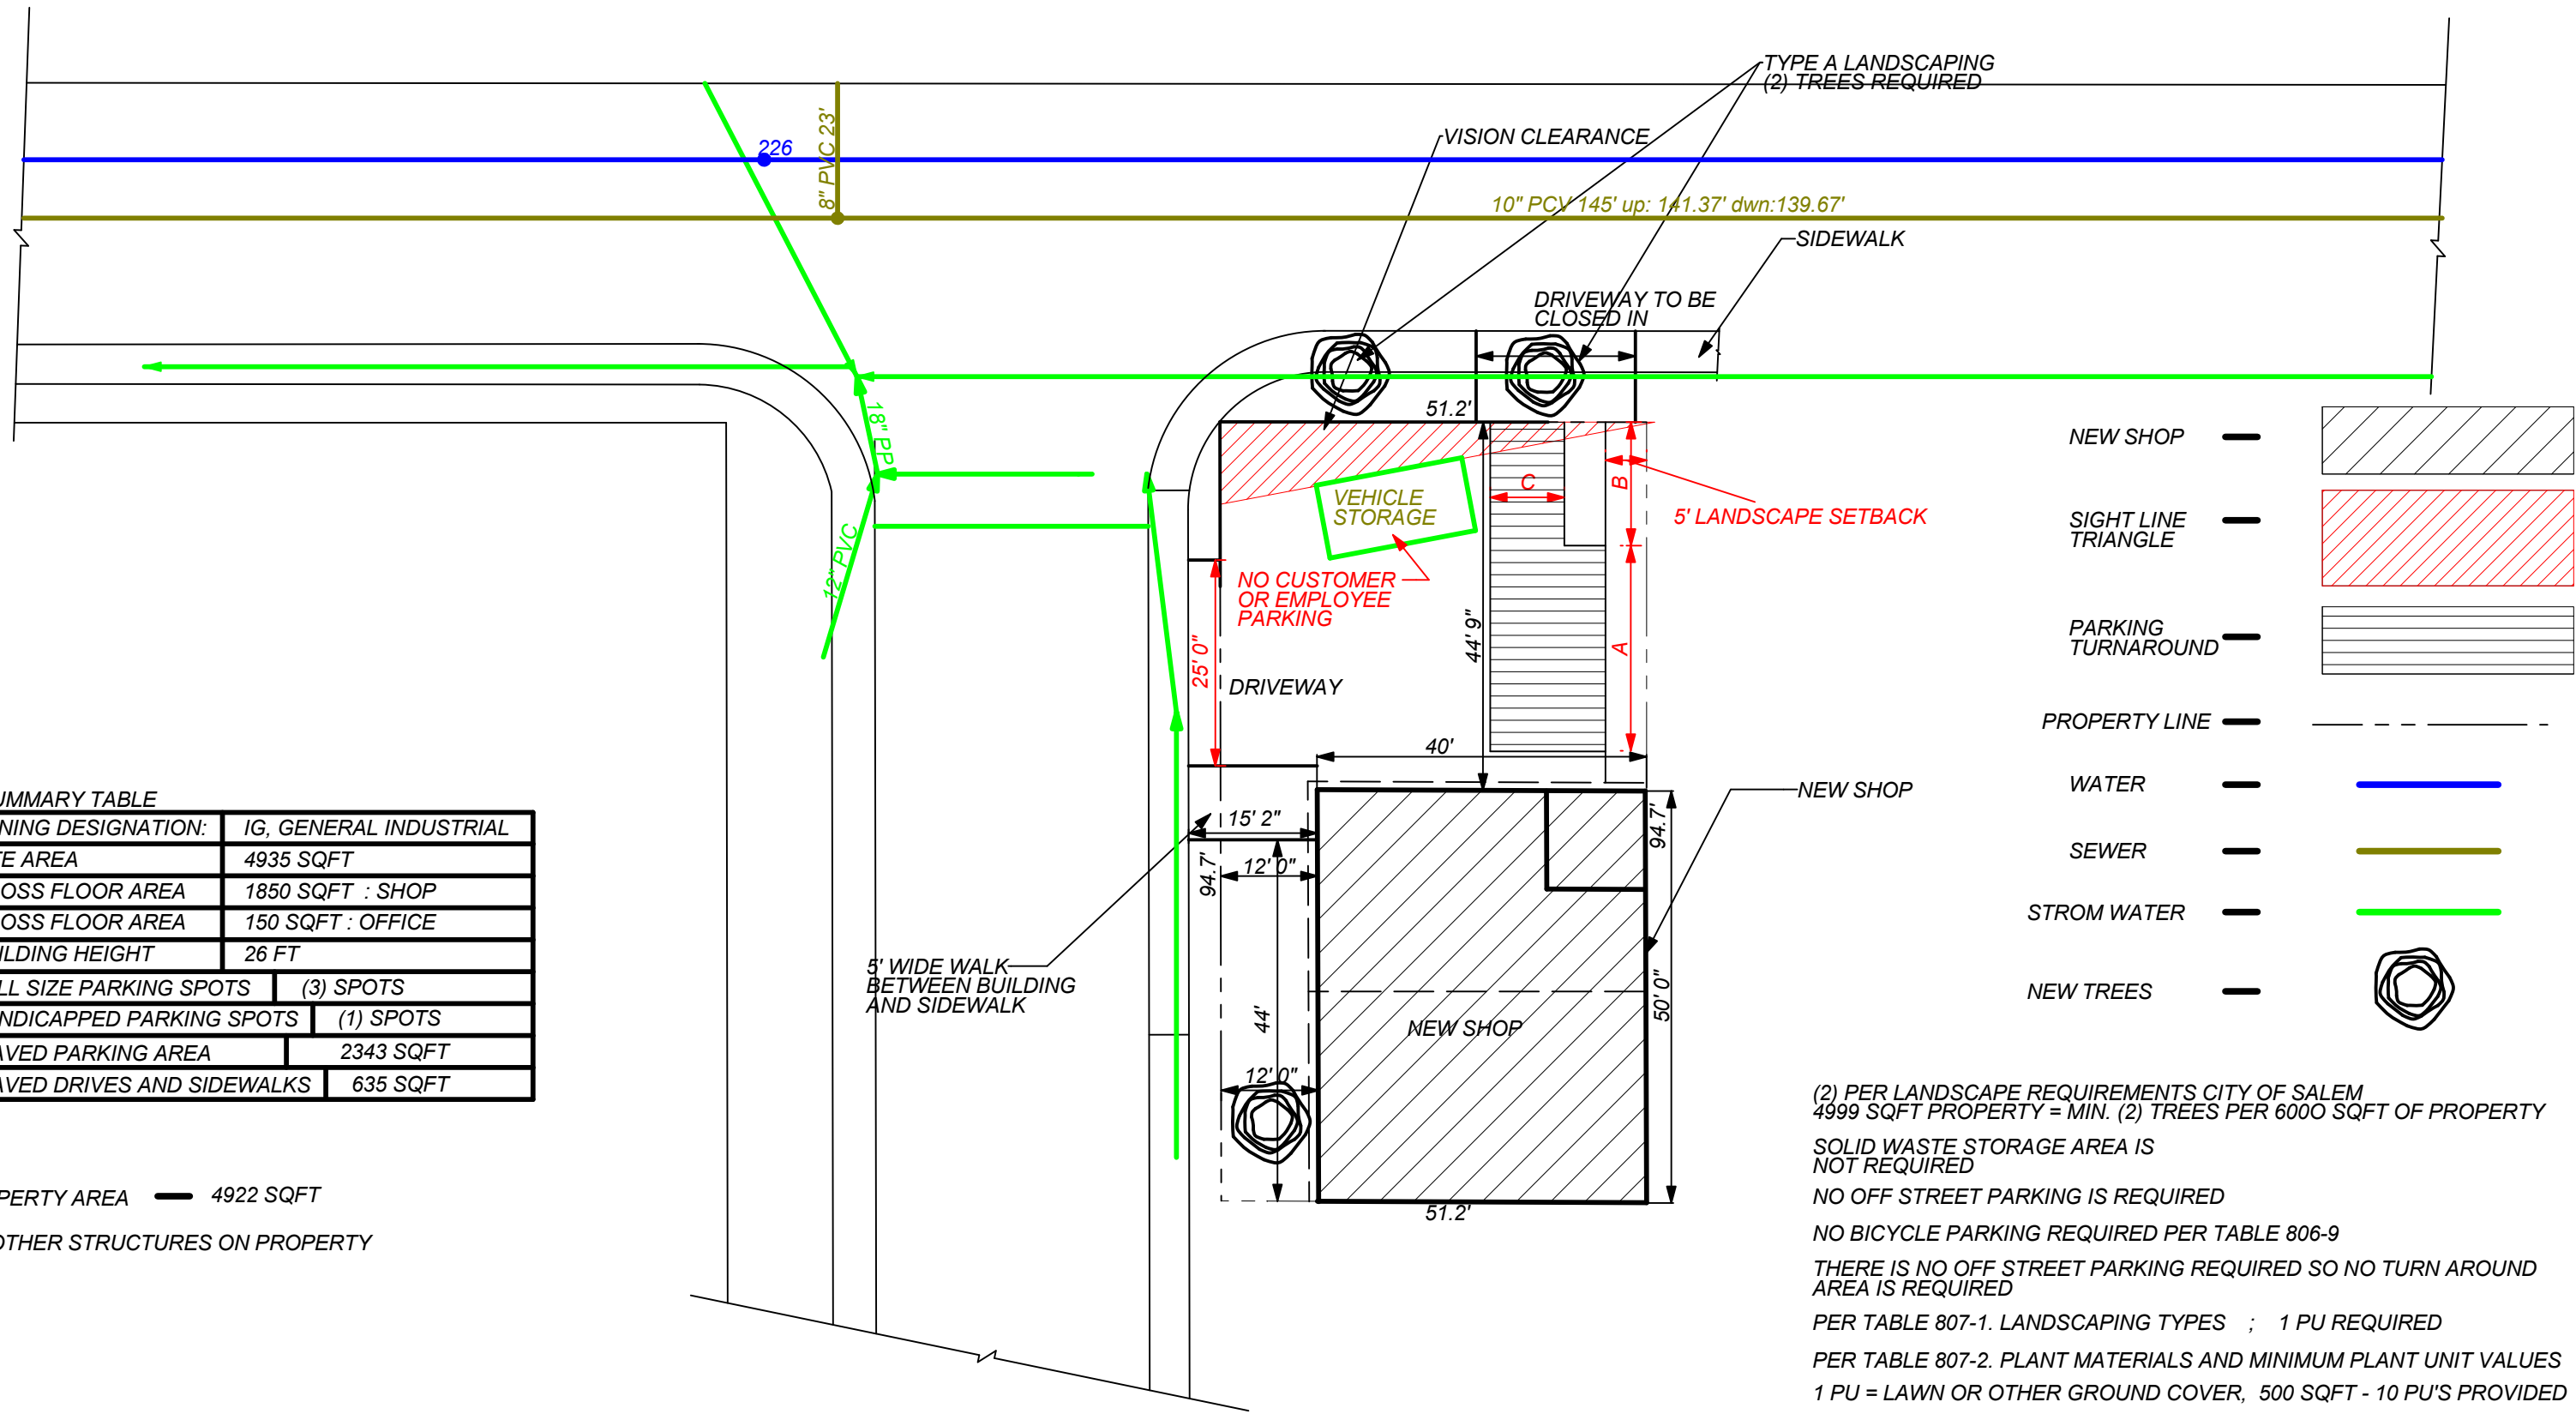 TYPE A LANDSCAPING
(2) TREES REQUIRED
VISION CLEARANCE
226
8" PVC 23'
10" PCV 145' up: 141.37' dwn:139.67'
SIDEWALK
DRIVEWAY TO BE
CLOSED IN
51.2'
18" PP
12" PVC
VEHICLE
STORAGE
C
B
A
5' LANDSCAPE SETBACK
NO CUSTOMER
OR EMPLOYEE
PARKING
25' 0"
44' 9"
DRIVEWAY
40'
NEW SHOP
15' 2"
94.7'
12' 0"
94.7'
5' WIDE WALK
BETWEEN BUILDING
AND SIDEWALK
44'
NEW SHOP
50' 0"
12' 0"
51.2'
NEW SHOP
SIGHT LINE
TRIANGLE
PARKING
TURNAROUND
PROPERTY LINE
WATER
SEWER
STROM WATER
NEW TREES
UMMARY TABLE
NING DESIGNATION: IG, GENERAL INDUSTRIAL
E AREA 4935 SQFT
OSS FLOOR AREA 1850 SQFT : SHOP
OSS FLOOR AREA 150 SQFT : OFFICE
ILDING HEIGHT 26 FT
LL SIZE PARKING SPOTS (3) SPOTS
NDICAPPED PARKING SPOTS (1) SPOTS
AVED PARKING AREA 2343 SQFT
AVED DRIVES AND SIDEWALKS 635 SQFT
PERTY AREA 4922 SQFT
OTHER STRUCTURES ON PROPERTY
(2) PER LANDSCAPE REQUIREMENTS CITY OF SALEM
4999 SQFT PROPERTY = MIN. (2) TREES PER 600O SQFT OF PROPERTY
SOLID WASTE STORAGE AREA IS
NOT REQUIRED
NO OFF STREET PARKING IS REQUIRED
NO BICYCLE PARKING REQUIRED PER TABLE 806-9
THERE IS NO OFF STREET PARKING REQUIRED SO NO TURN AROUND
AREA IS REQUIRED
PER TABLE 807-1. LANDSCAPING TYPES ; 1 PU REQUIRED
PER TABLE 807-2. PLANT MATERIALS AND MINIMUM PLANT UNIT VALUES
1 PU = LAWN OR OTHER GROUND COVER, 500 SQFT - 10 PU'S PROVIDED